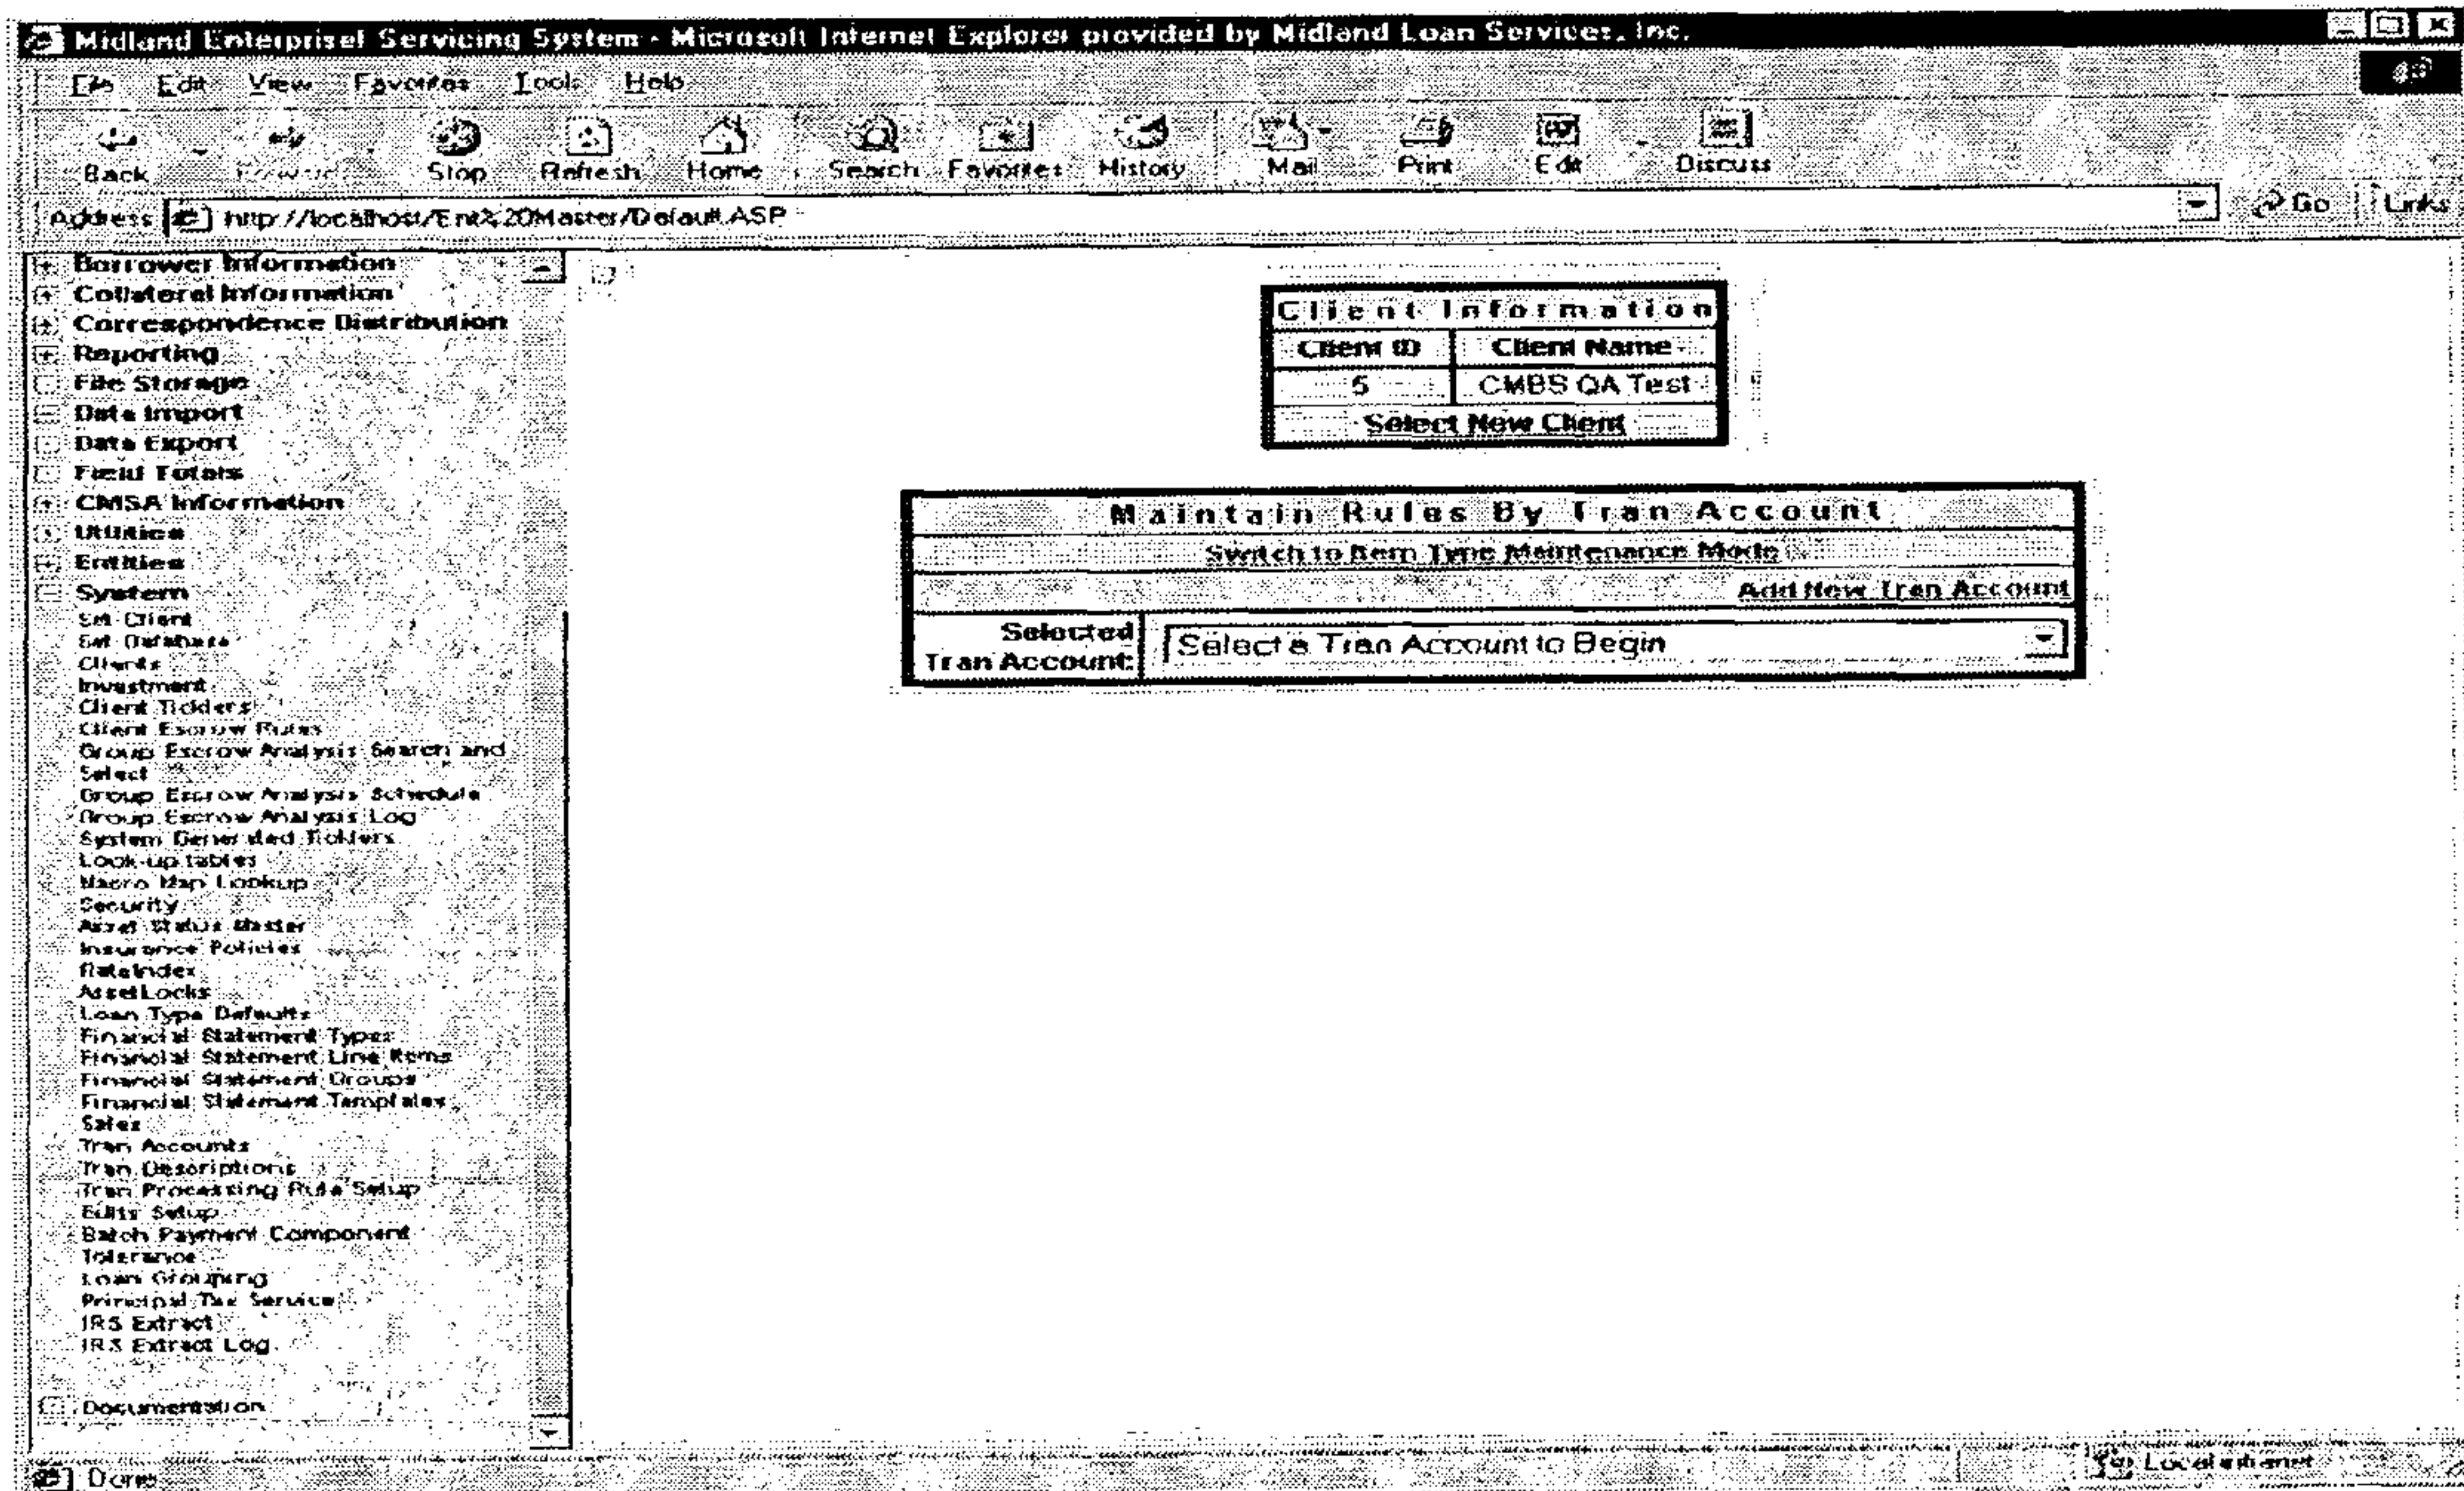 Midland Enterprise! Servicing System - Microsoft Internet Explorer provided by Midland Loan Services, Inc.
File Edit View Favorites Tools Help
Back Forward Stop Refresh Home Search Favorites History Mail Print Edit Discuss
Address http://localhost/Ent%20Master/Default.ASP Go Links
Borrower Information
Collateral Information
Correspondence Distribution
Reporting
File Storage
Data Import
Data Export
Field Totals
CMSA Information
Utilities
Entities
System
Set Client
Set Database
Clients
Investment
Client Ticklers
Client Escrow Rules
Group Escrow Analysis Search and
Select
Group Escrow Analysis Schedule
Group Escrow Analysis Log
System Generated Ticklers
Look-up tables
Macro Map Lookup
Security
Asset Status Master
Insurance Policies
RateIndex
AssetLocks
Loan Type Defaults
Financial Statement Types
Financial Statement Line Items
Financial Statement Groups
Financial Statement Templates
Sales
Tran Accounts
Tran Descriptions
Tran Processing Rule Setup
Edits Setup
Batch Payment Component
Tolerance
Loan Grouping
Principal Tax Service
IRS Extract
IRS Extract Log
Documentation
Client Information
Client ID Client Name
5 CMBS QA Test
Select New Client
Maintain Rules By Tran Account
Switch to Item Type Maintenance Mode
Add New Tran Account
Selected
Tran Account: Select a Tran Account to Begin
Done Local intranet